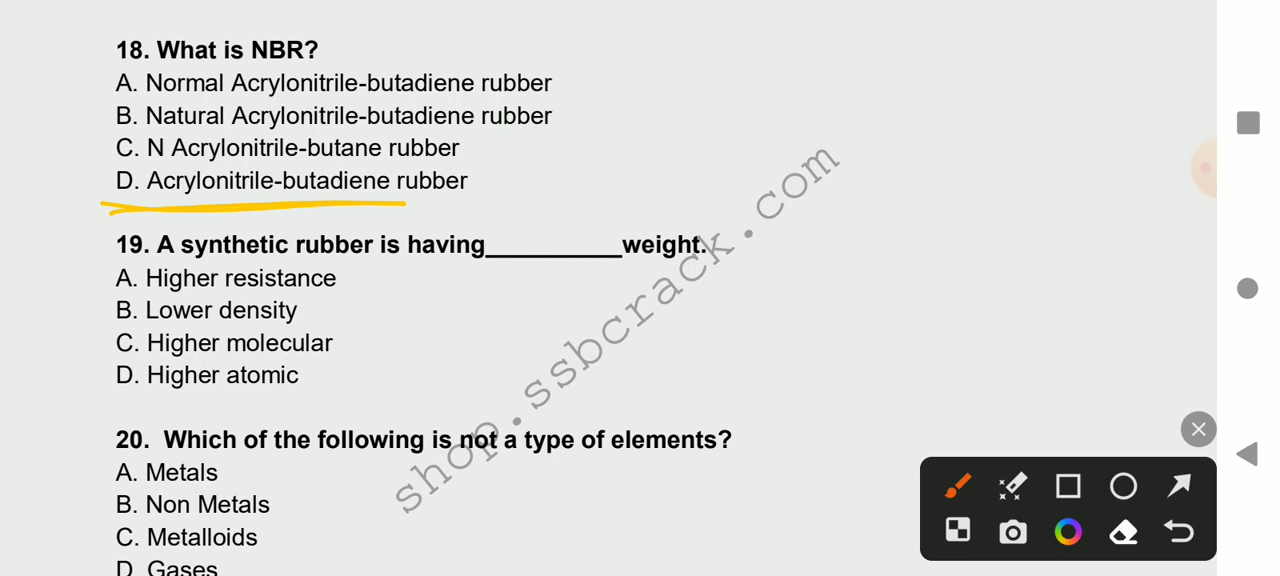 18. What is NBR?
A. Normal Acrylonitrile-butadiene rubber
B. Natural Acrylonitrile-butadiene rubber
C. N Acrylonitrile-butane rubber
D. Acrylonitrile-butadiene rubber
19. A synthetic rubber is having__________weight.
A. Higher resistance
B. Lower density
C. Higher molecular
D. Higher atomic
20.  Which of the following is not a type of elements?
A. Metals
B. Non Metals
C. Metalloids
D. Gases
shop.ssbcrack.com